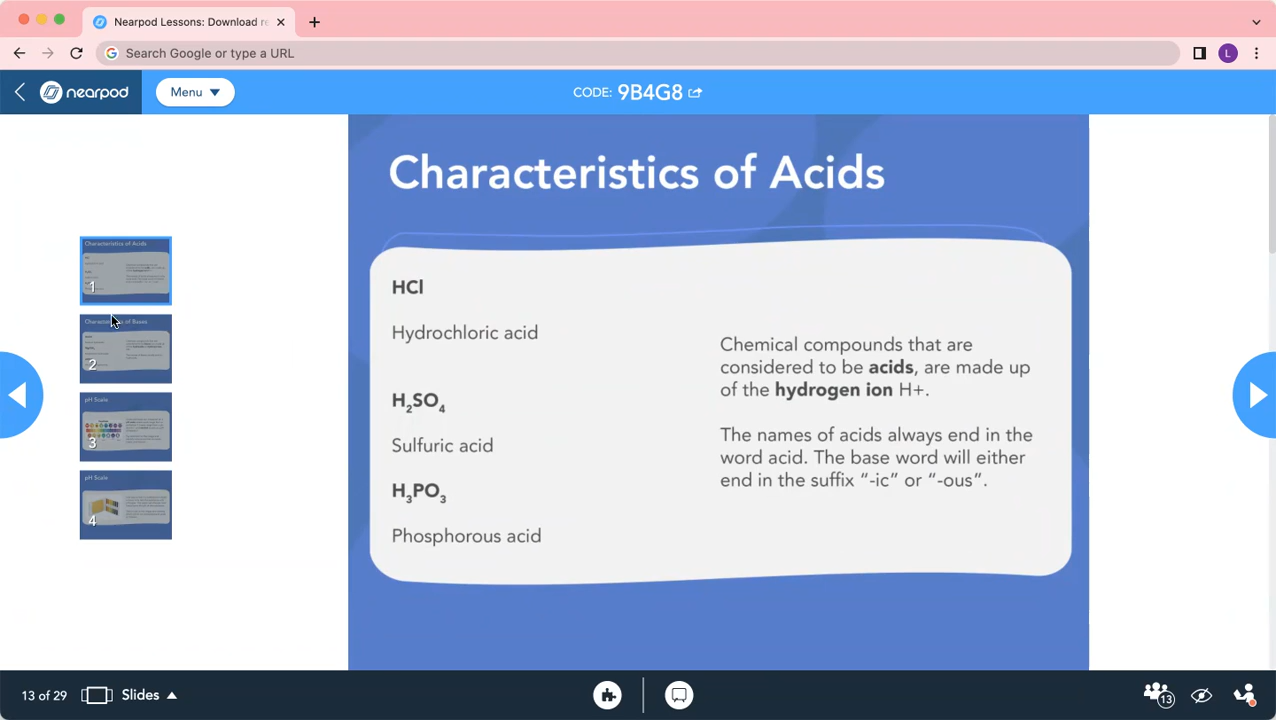 Nearpod Lessons: Download re
Search Google or type a URL
L
nearpod
Menu
CODE: 9B4G8
Characteristics of Acids
HCl
Hydrochloric acid
H₂SO₄
Sulfuric acid
H₃PO₃
Phosphorous acid
Chemical compounds that are
considered to be acids, are made up
of the hydrogen ion H+.
The names of acids always end in the
word acid. The base word will either
end in the suffix “-ic” or “-ous”.
Characteristics of Acids
1
Characteristics of Bases
2
pH Scale
3
pH Scale
4
13 of 29
Slides
13